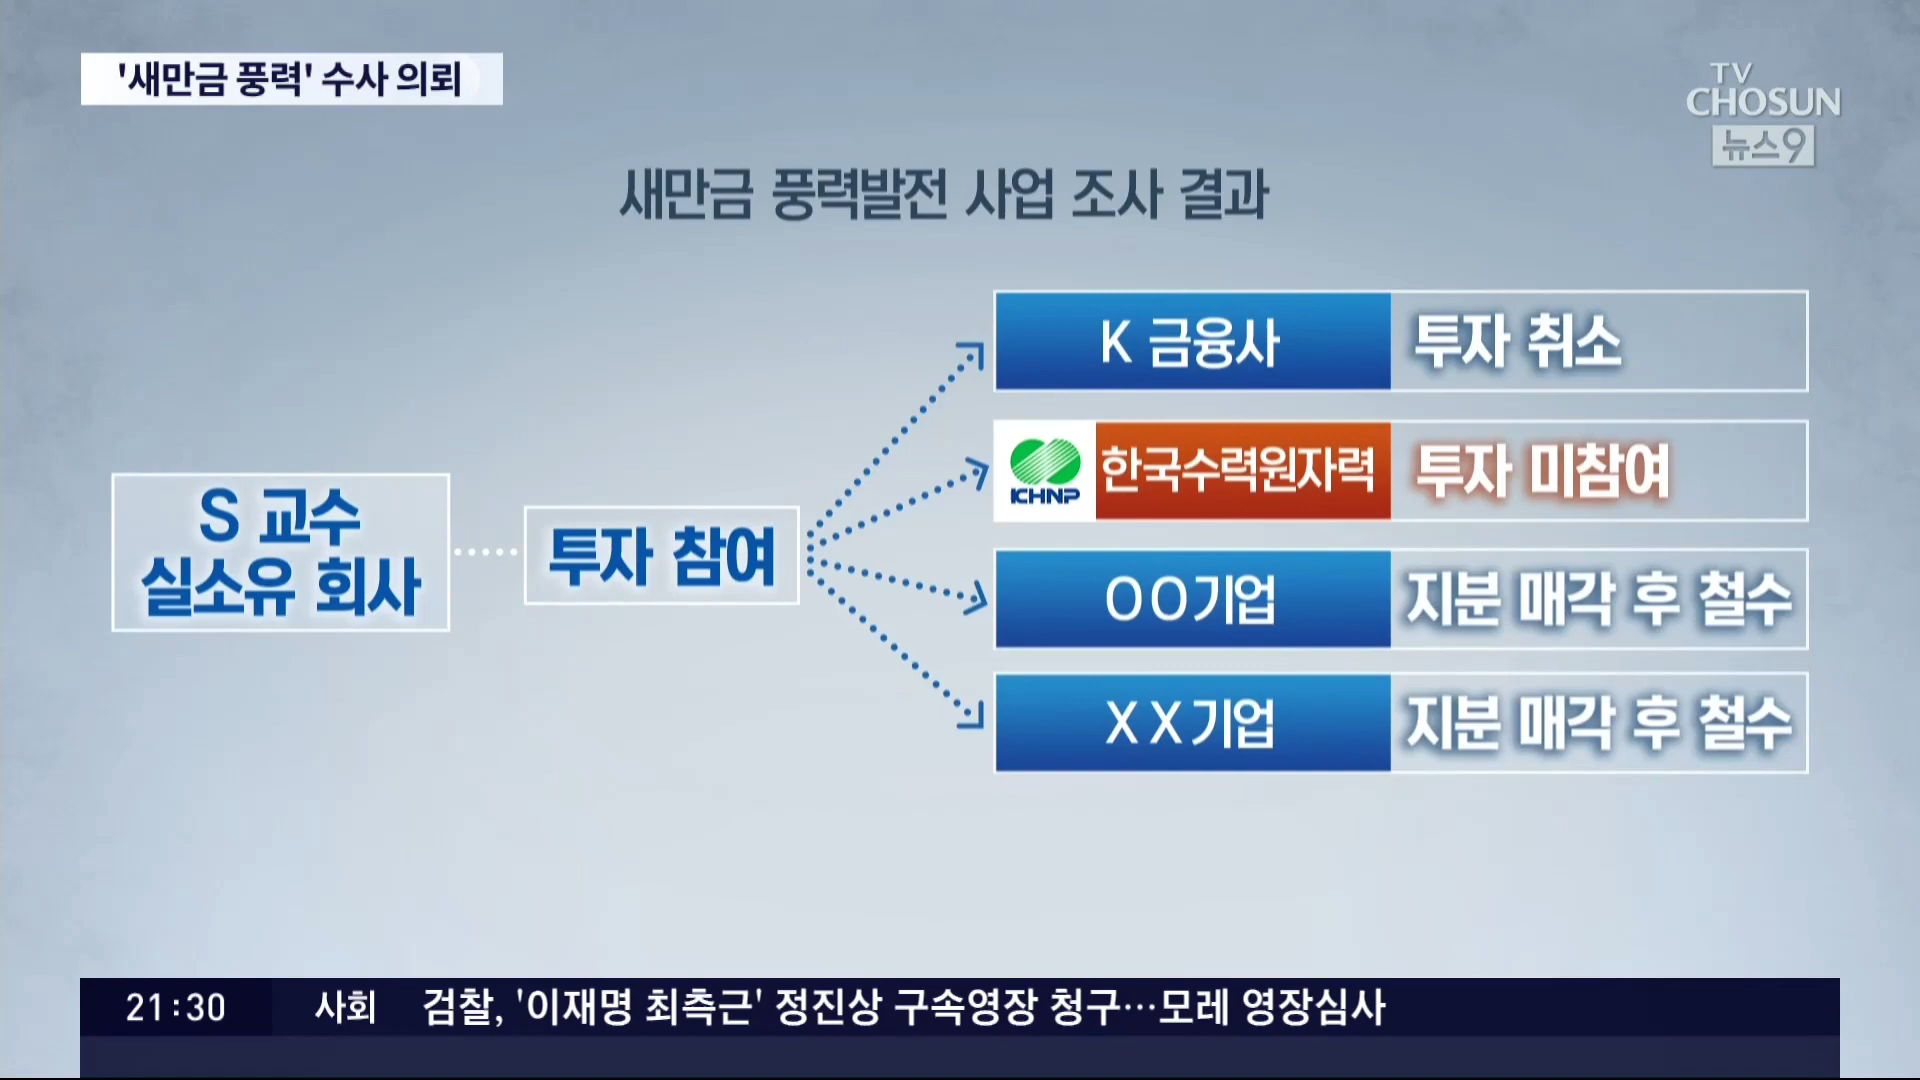 '새만금 풍력' 수사 의뢰
TV
CHOSUN
뉴스9
새만금 풍력발전 사업 조사 결과
S 교수
실소유 회사
투자 참여
K 금융사 투자 취소
KHNP 한국수력원자력 투자 미참여
OO기업 지분 매각 후 철수
XX기업 지분 매각 후 철수
21:30 사회 검찰, '이재명 최측근' 정진상 구속영장 청구…모레 영장심사